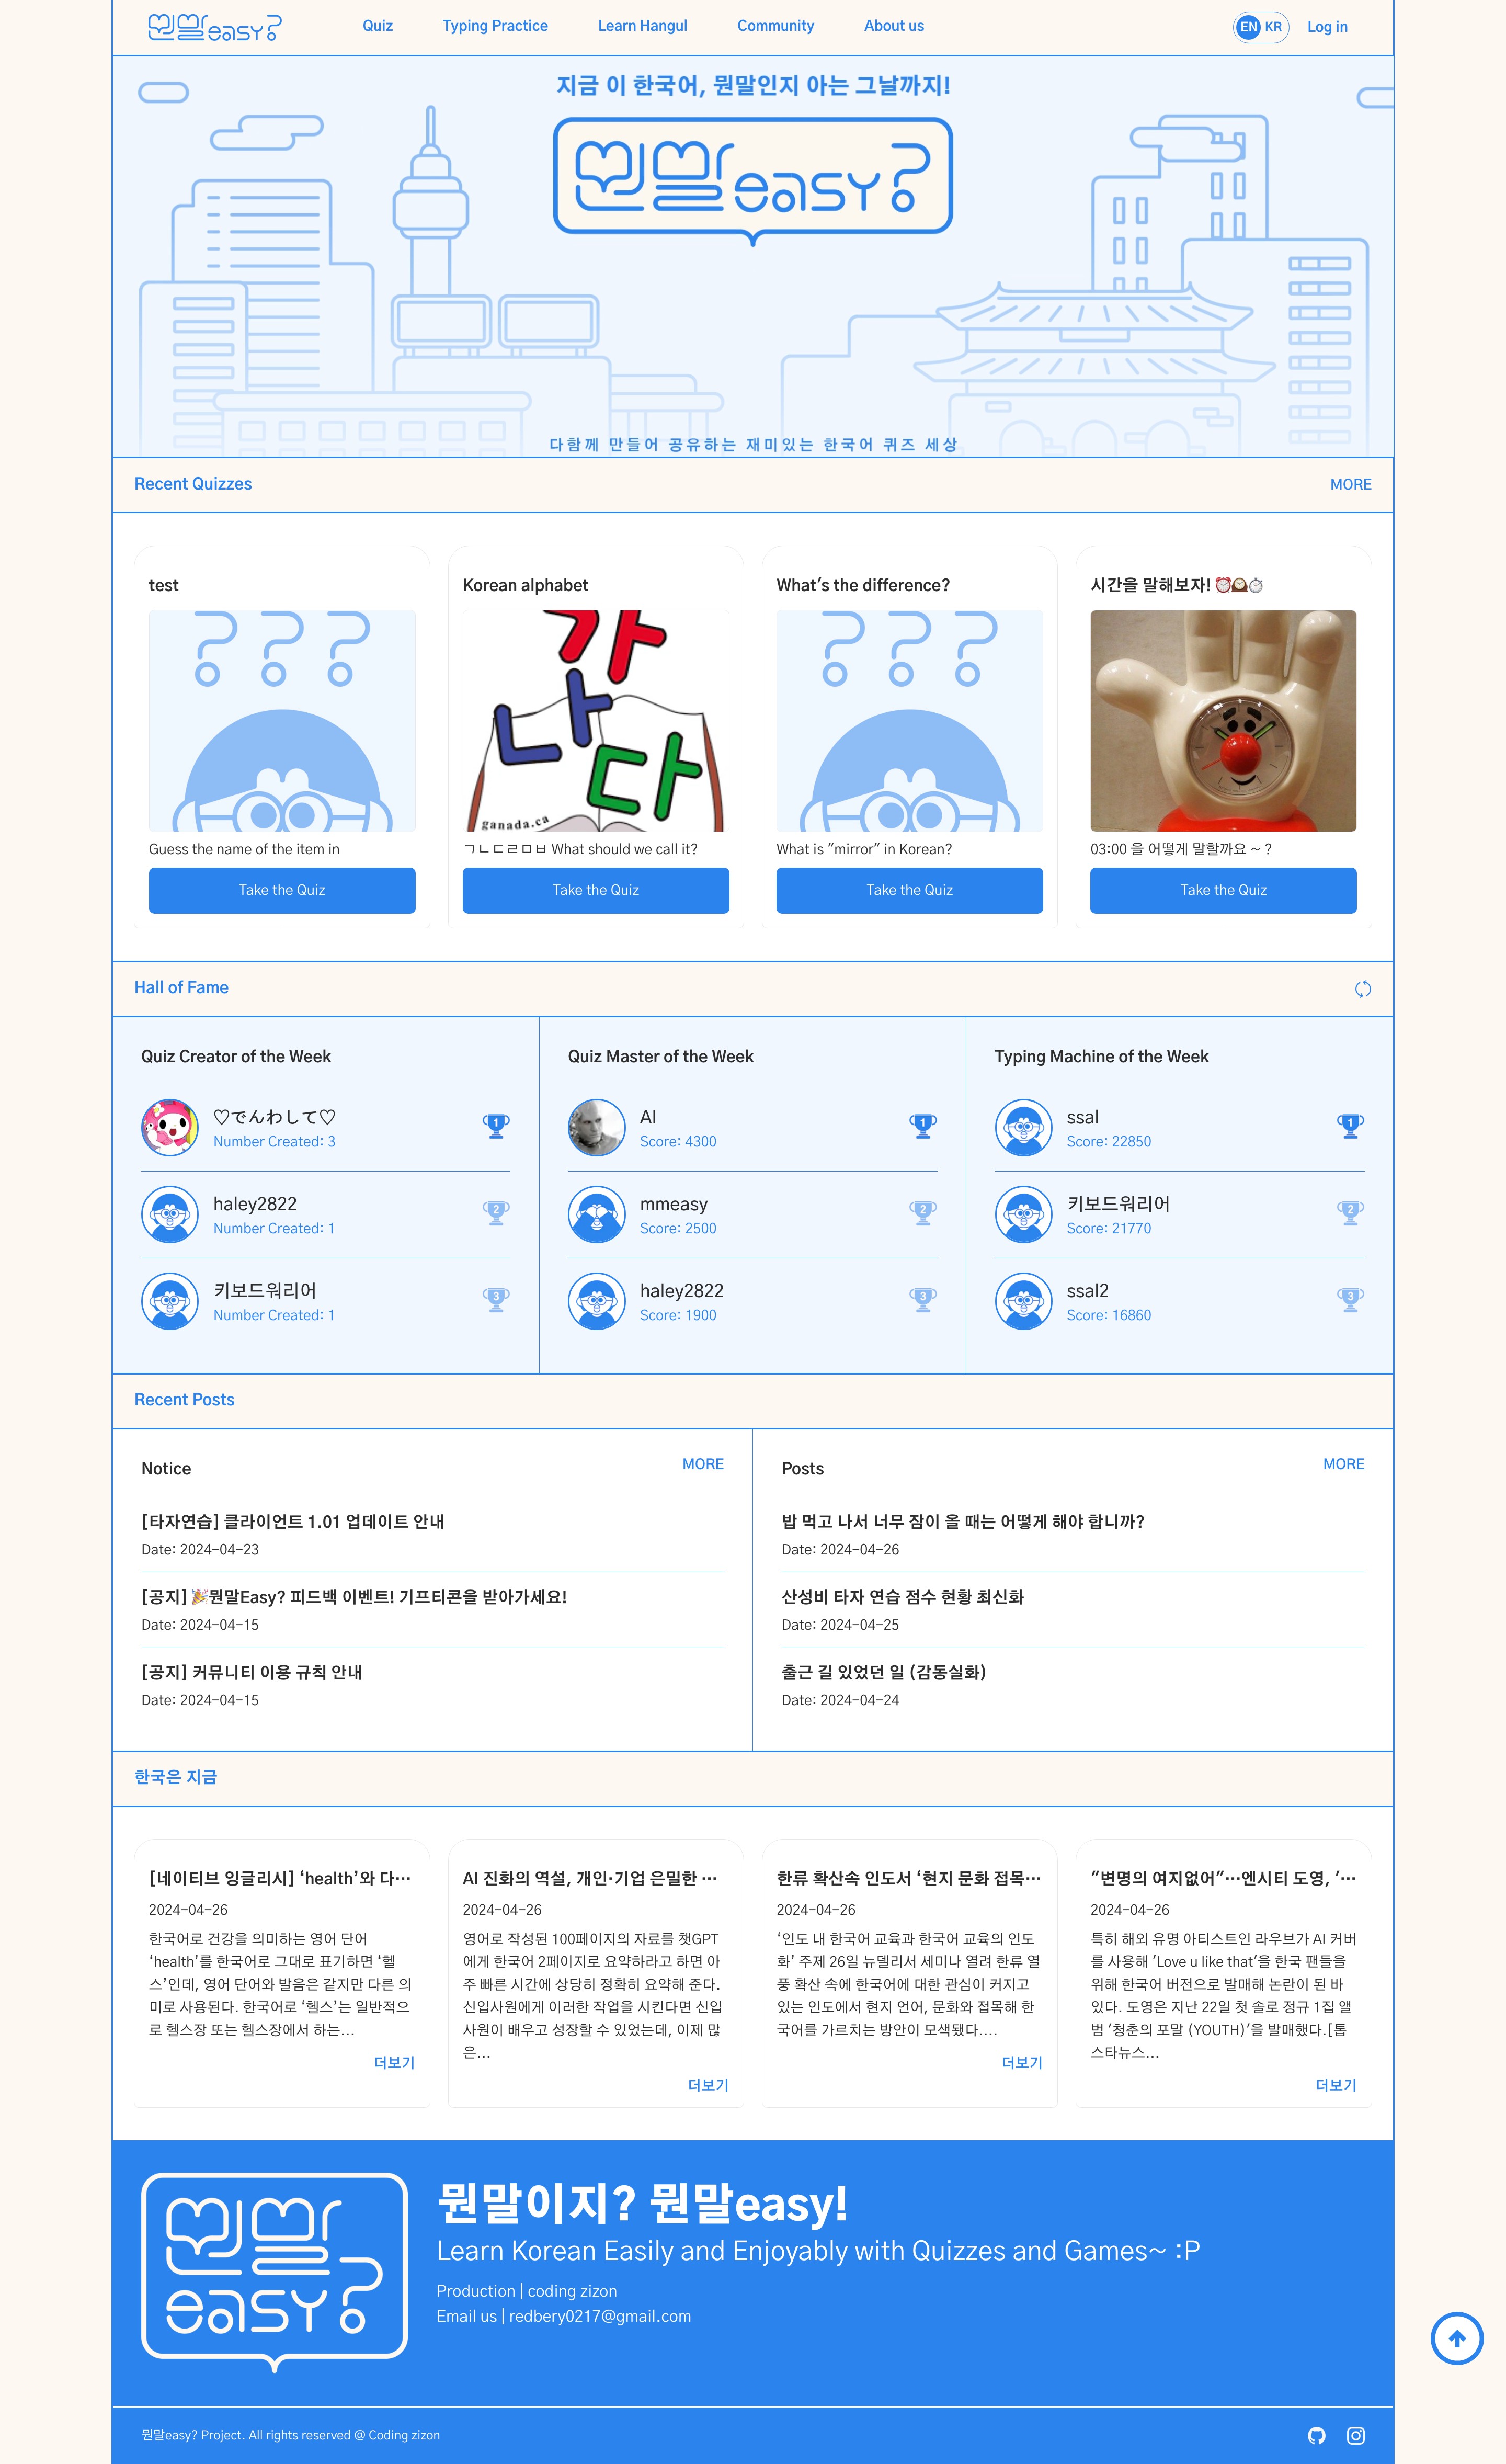 뭔말easy?
Quiz
Typing Practice
Learn Hangul
Community
About us
EN KR
Log in
지금 이 한국어, 뭔말인지 아는 그날까지!
뭔말easy?
다함께 만들어 공유하는 재미있는 한국어 퀴즈 세상
Recent Quizzes
MORE
test
Guess the name of the item in
Take the Quiz
Korean alphabet
가
나
다
ganada.ca
ㄱㄴㄷㄹㅁㅂ What should we call it?
Take the Quiz
What's the difference?
What is "mirror" in Korean?
Take the Quiz
시간을 말해보자! ⏰🕰️⏱️
03:00 을 어떻게 말할까요 ~ ?
Take the Quiz
Hall of Fame
Quiz Creator of the Week
♡でんわして♡
Number Created: 3
1
haley2822
Number Created: 1
2
키보드워리어
Number Created: 1
3
Quiz Master of the Week
AI
Score: 4300
1
mmeasy
Score: 2500
2
haley2822
Score: 1900
3
Typing Machine of the Week
ssal
Score: 22850
1
키보드워리어
Score: 21770
2
ssal2
Score: 16860
3
Recent Posts
Notice
MORE
[타자연습] 클라이언트 1.01 업데이트 안내
Date: 2024-04-23
[공지] 🎉뭔말Easy? 피드백 이벤트! 기프티콘을 받아가세요!
Date: 2024-04-15
[공지] 커뮤니티 이용 규칙 안내
Date: 2024-04-15
Posts
MORE
밥 먹고 나서 너무 잠이 올 때는 어떻게 해야 합니까?
Date: 2024-04-26
산성비 타자 연습 점수 현황 최신화
Date: 2024-04-25
출근 길 있었던 일 (감동실화)
Date: 2024-04-24
한국은 지금
[네이티브 잉글리시] ‘health’와 다…
2024-04-26
한국어로 건강을 의미하는 영어 단어
‘health’를 한국어로 그대로 표기하면 ‘헬
스’인데, 영어 단어와 발음은 같지만 다른 의
미로 사용된다. 한국어로 ‘헬스’는 일반적으
로 헬스장 또는 헬스장에서 하는...
더보기
AI 진화의 역설, 개인·기업 은밀한 …
2024-04-26
영어로 작성된 100페이지의 자료를 챗GPT
에게 한국어 2페이지로 요약하라고 하면 아
주 빠른 시간에 상당히 정확히 요약해 준다.
신입사원에게 이러한 작업을 시킨다면 신입
사원이 배우고 성장할 수 있었는데, 이제 많
은...
더보기
한류 확산속 인도서 ‘현지 문화 접목…
2024-04-26
‘인도 내 한국어 교육과 한국어 교육의 인도
화’ 주제 26일 뉴델리서 세미나 열려 한류 열
풍 확산 속에 한국어에 대한 관심이 커지고
있는 인도에서 현지 언어, 문화와 접목해 한
국어를 가르치는 방안이 모색됐다....
더보기
"변명의 여지없어"…엔시티 도영, '…
2024-04-26
특히 해외 유명 아티스트인 라우브가 AI 커버
를 사용해 'Love u like that'을 한국 팬들을
위해 한국어 버전으로 발매해 논란이 된 바
있다. 도영은 지난 22일 첫 솔로 정규 1집 앨
범 '청춘의 포말 (YOUTH)'을 발매했다.[톱
스타뉴스...
더보기
뭔말easy?
뭔말이지? 뭔말easy!
Learn Korean Easily and Enjoyably with Quizzes and Games~ :P
Production | coding zizon
Email us | redbery0217@gmail.com
뭔말easy? Project. All rights reserved @ Coding zizon